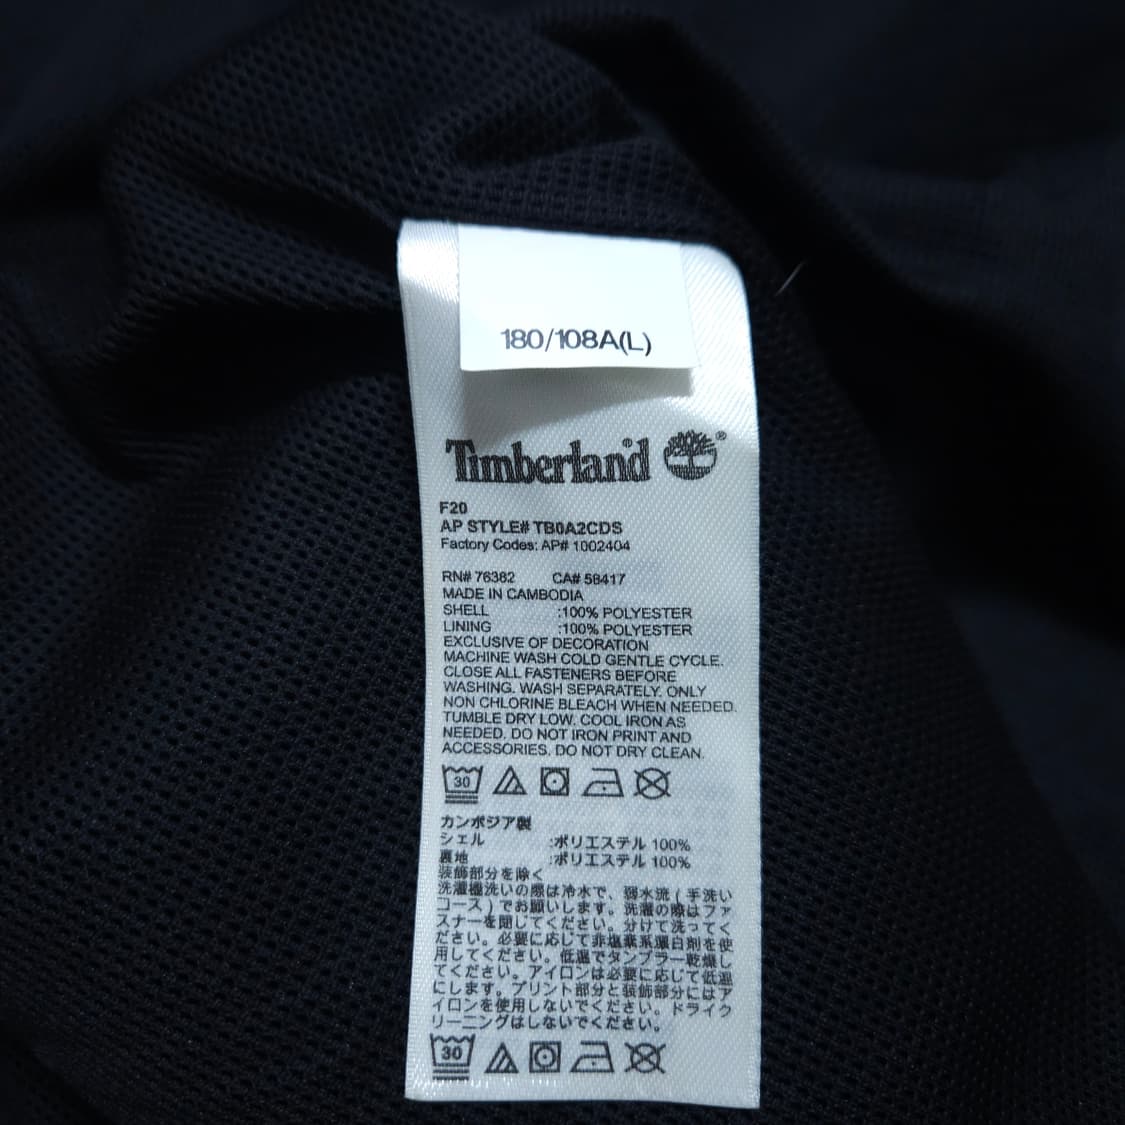 180/108A(L)
Timberland®
F20
AP STYLE# TB0A2CDS
Factory Codes: AP# 1002404
RN# 76382 CA# 58417
MADE IN CAMBODIA
SHELL :100% POLYESTER
LINING :100% POLYESTER
EXCLUSIVE OF DECORATION
MACHINE WASH COLD GENTLE CYCLE.
CLOSE ALL FASTENERS BEFORE
WASHING. WASH SEPARATELY. ONLY
NON CHLORINE BLEACH WHEN NEEDED.
TUMBLE DRY LOW. COOL IRON AS
NEEDED. DO NOT IRON PRINT AND
ACCESSORIES. DO NOT DRY CLEAN.
30
カンボジア製
シェル :ポリエステル 100%
裏地 :ポリエステル 100%
装飾部分を除く
洗濯機洗いの際は冷水で、弱水流(手洗い
コース)でお願いします。洗濯の際はファ
スナーを閉じてください。分けて洗ってく
ださい。必要に応じて非塩素系漂白剤を使
用してください。低温でタンブラー乾燥し
てください。アイロンは必要に応じて低温
にします。プリント部分と装飾部分にはア
イロンを使用しないでください。ドライク
リーニングはしないでください。
30